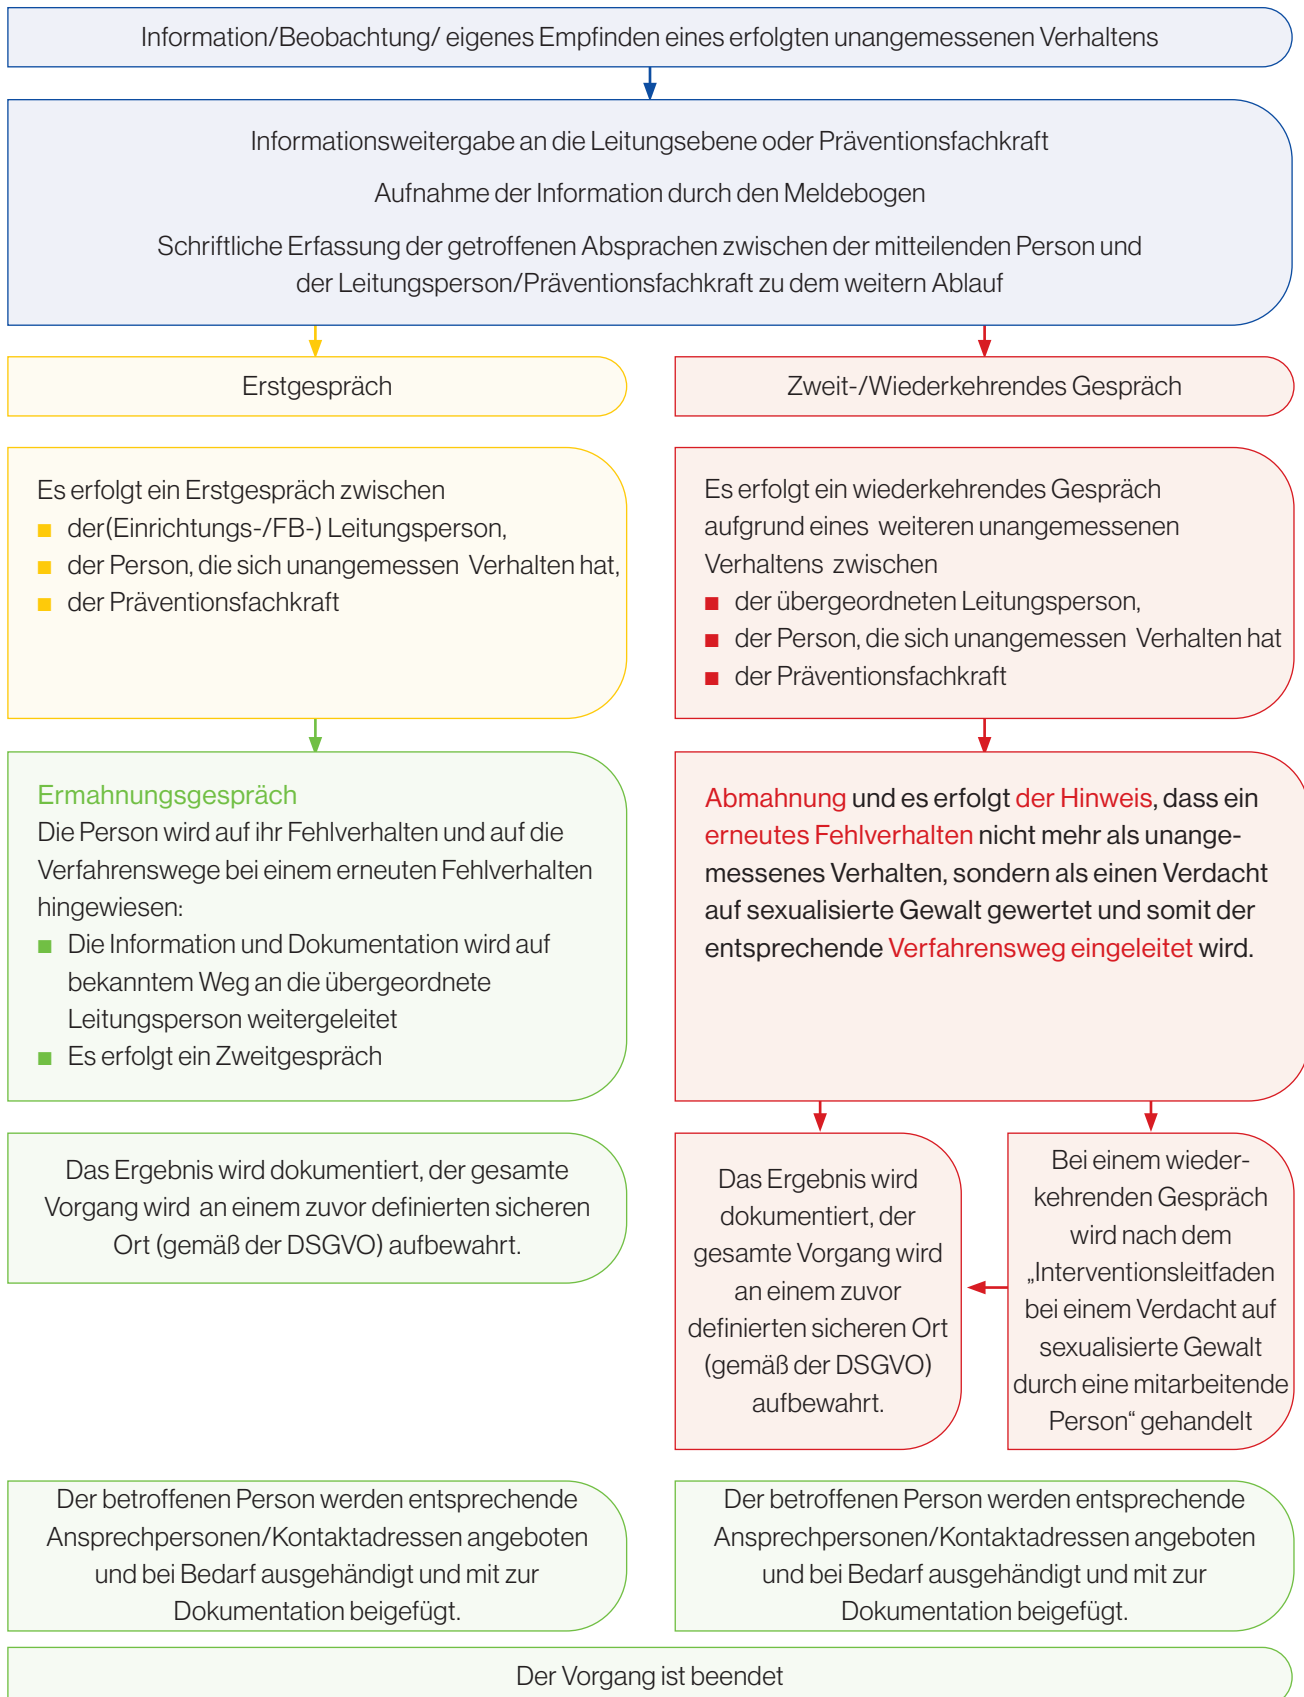 Information/Beobachtung/ eigenes Empfinden eines erfolgten unangemessenen Verhaltens
Informationsweitergabe an die Leitungsebene oder Präventionsfachkraft
Aufnahme der Information durch den Meldebogen
Schriftliche Erfassung der getroffenen Absprachen zwischen der mitteilenden Person und
der Leitungsperson/Präventionsfachkraft zu dem weitern Ablauf
Erstgespräch
Es erfolgt ein Erstgespräch zwischen
■ der(Einrichtungs-/FB-) Leitungsperson,
■ der Person, die sich unangemessen Verhalten hat,
■ der Präventionsfachkraft
Ermahnungsgespräch
Die Person wird auf ihr Fehlverhalten und auf die
Verfahrenswege bei einem erneuten Fehlverhalten
hingewiesen:
■ Die Information und Dokumentation wird auf
bekanntem Weg an die übergeordnete
Leitungsperson weitergeleitet
■ Es erfolgt ein Zweitgespräch
Das Ergebnis wird dokumentiert, der gesamte
Vorgang wird an einem zuvor definierten sicheren
Ort (gemäß der DSGVO) aufbewahrt.
Der betroffenen Person werden entsprechende
Ansprechpersonen/Kontaktadressen angeboten
und bei Bedarf ausgehändigt und mit zur
Dokumentation beigefügt.
Zweit-/Wiederkehrendes Gespräch
Es erfolgt ein wiederkehrendes Gespräch
aufgrund eines weiteren unangemessenen
Verhaltens zwischen
■ der übergeordneten Leitungsperson,
■ der Person, die sich unangemessen Verhalten hat
■ der Präventionsfachkraft
Abmahnung und es erfolgt der Hinweis, dass ein
erneutes Fehlverhalten nicht mehr als unange-
messenes Verhalten, sondern als einen Verdacht
auf sexualisierte Gewalt gewertet und somit der
entsprechende Verfahrensweg eingeleitet wird.
Das Ergebnis wird
dokumentiert, der
gesamte Vorgang wird
an einem zuvor
definierten sicheren Ort
(gemäß der DSGVO)
aufbewahrt.
Bei einem wieder-
kehrenden Gespräch
wird nach dem
„Interventionsleitfaden
bei einem Verdacht auf
sexualisierte Gewalt
durch eine mitarbeitende
Person“ gehandelt
Der betroffenen Person werden entsprechende
Ansprechpersonen/Kontaktadressen angeboten
und bei Bedarf ausgehändigt und mit zur
Dokumentation beigefügt.
Der Vorgang ist beendet